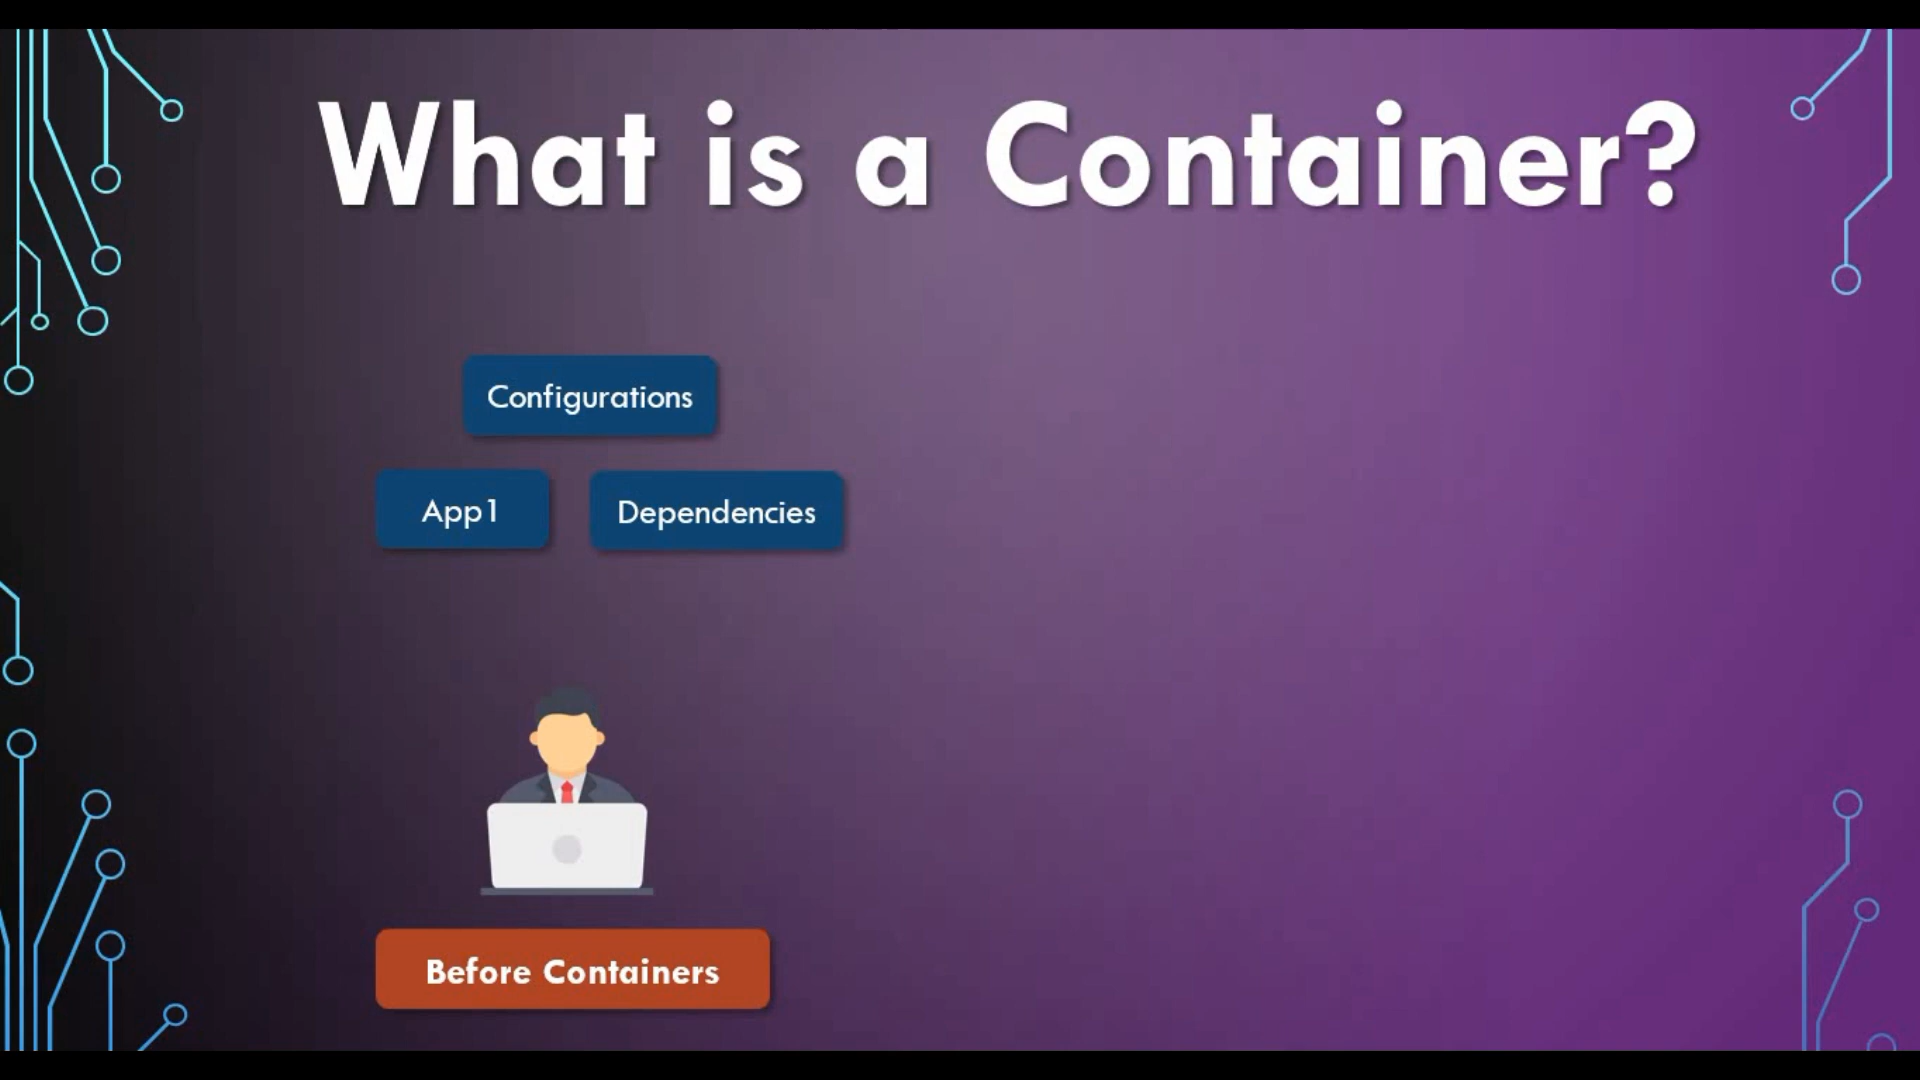 What is a Container?
Configurations
App1
Dependencies
Before Containers